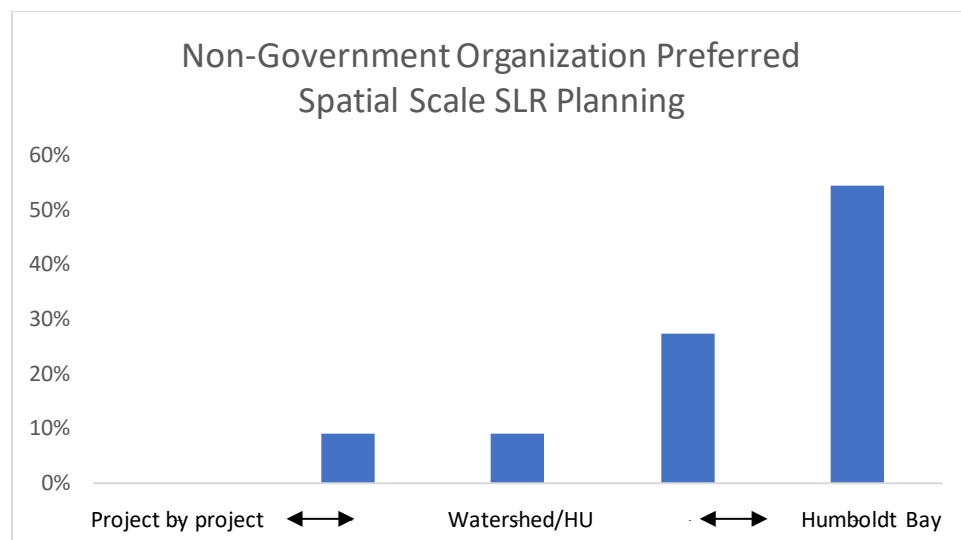 Non-Government Organization Preferred
Spatial Scale SLR Planning
60%
50%
40%
30%
20%
10%
0%
Project by project ◄─► Watershed/HU ◄─► Humboldt Bay